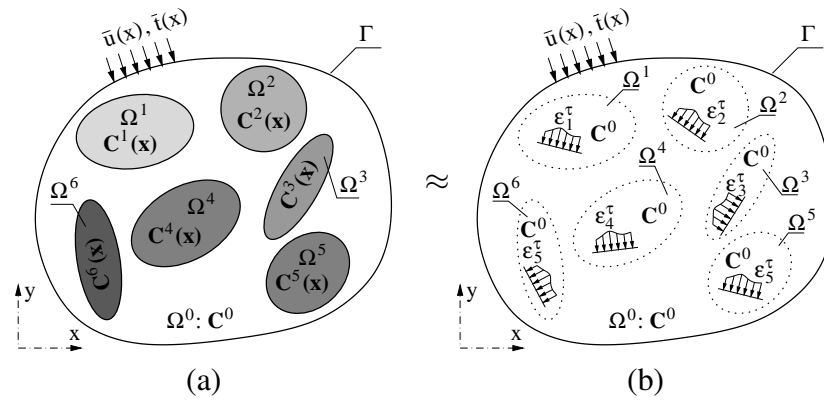 ū(x), t̄(x)
Γ
Ω¹
C¹(x)
Ω²
C²(x)
C³(x)
Ω³
Ω⁴
C⁴(x)
Ω⁵
C⁵(x)
Ω⁶
C⁶(x)
Ω⁰: C⁰
y
x
(a)
≈
ū(x), t̄(x)
Γ
Ω¹
ε₁^τ
C⁰
C⁰
ε₂^τ
Ω²
C⁰
ε₃^τ
Ω³
Ω⁴
ε₄^τ
C⁰
Ω⁵
C⁰
ε₅^τ
Ω⁶
C⁰
ε₅^τ
Ω⁰: C⁰
y
x
(b)